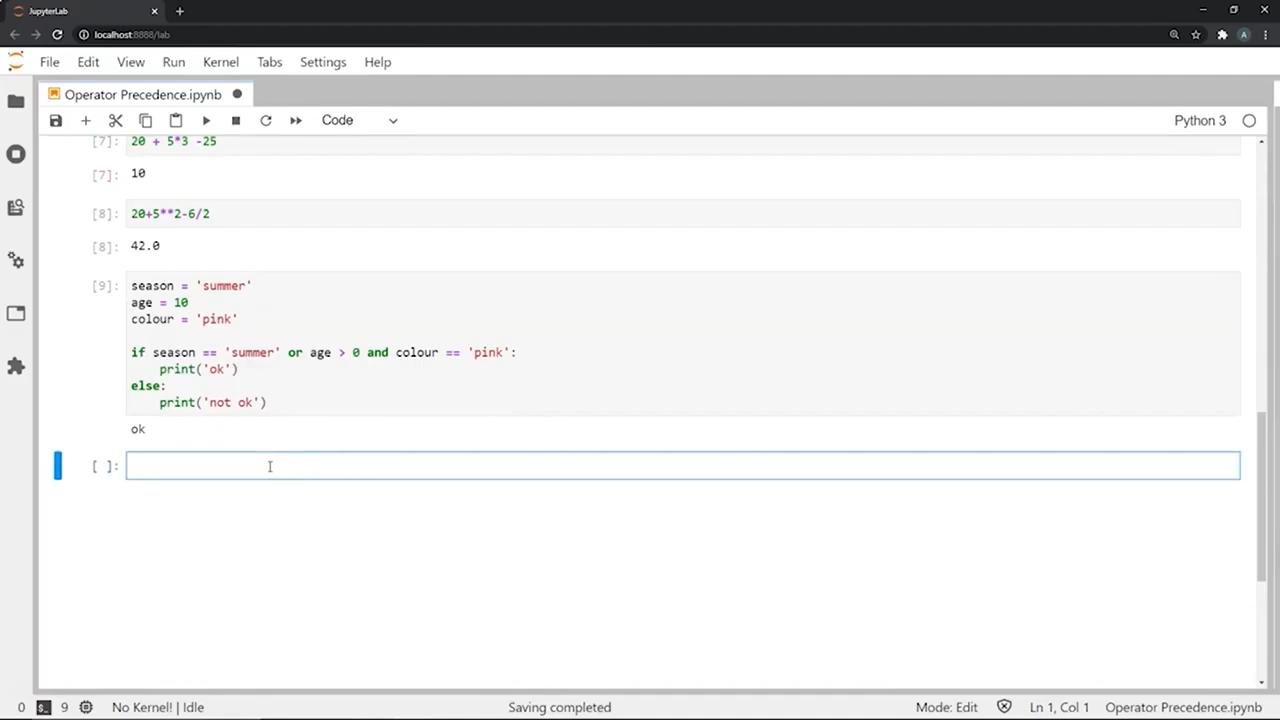 JupyterLab
localhost:8888/lab
A
File Edit View Run Kernel Tabs Settings Help
Operator Precedence.ipynb
Code
Python 3
[7]: 20 + 5*3 -25
[7]: 10
[8]: 20+5**2-6/2
[8]: 42.0
[9]: season = 'summer'
age = 10
colour = 'pink'
if season == 'summer' or age > 0 and colour == 'pink':
print('ok')
else:
print('not ok')
ok
[ ]:
0 $_ 9 No Kernel! | Idle Saving completed Mode: Edit Ln 1, Col 1 Operator Precedence.ipynb